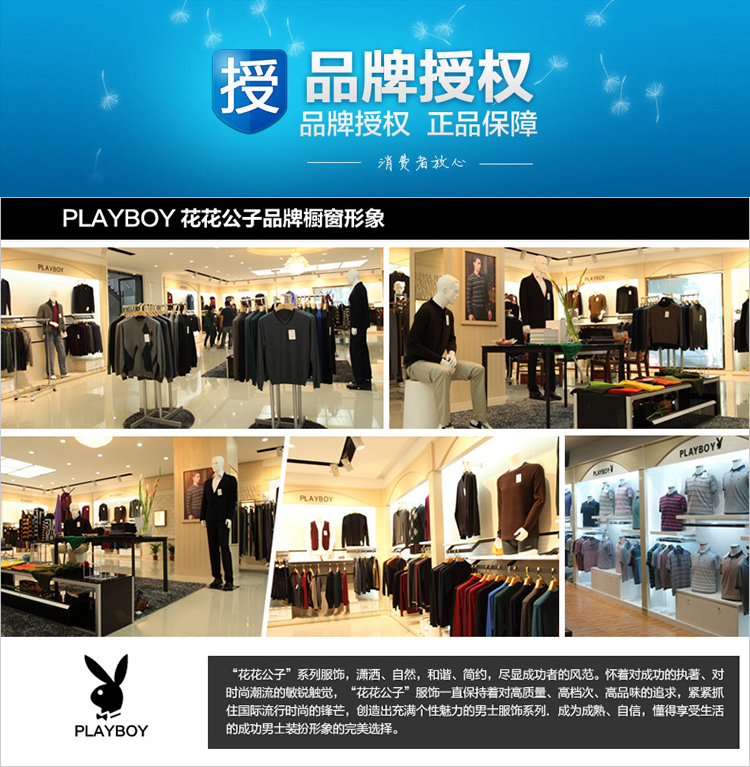 授
品牌授权
品牌授权 正品保障
消费者放心
PLAYBOY 花花公子品牌橱窗形象
PLAYBOY
PLAYBOY
PLAYBOY
PLAYBOY
PLAYBOY
PLAYBOY
“花花公子”系列服饰，潇洒、自然，和谐、简约，尽显成功者的风范。怀着对成功的执著、对
时尚潮流的敏锐触觉，“花花公子”服饰一直保持着对高质量、高档次、高品味的追求，紧紧抓
住国际流行时尚的锋芒，创造出充满个性魅力的男士服饰系列. 成为成熟、自信，懂得享受生活
的成功男士装扮形象的完美选择。